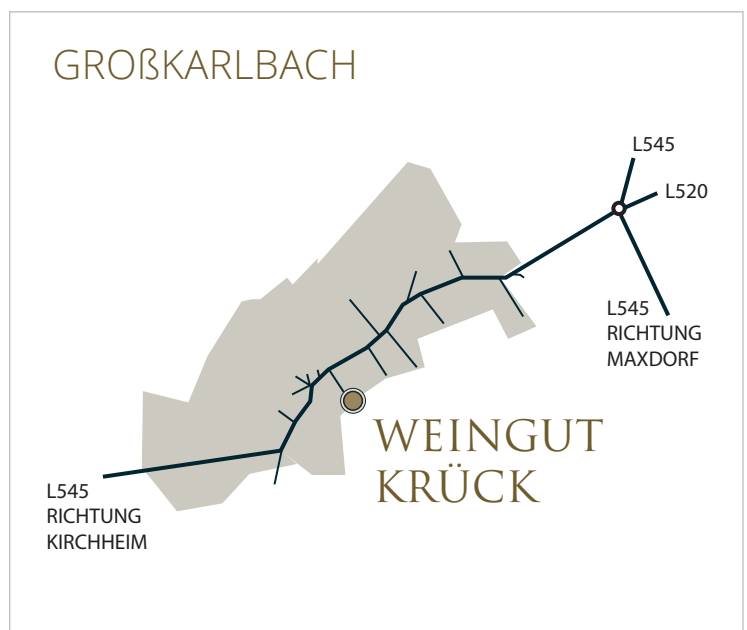 GROßKARLBACH
L545
L520
L545
RICHTUNG
MAXDORF
WEINGUT
KRÜCK
L545
RICHTUNG
KIRCHHEIM